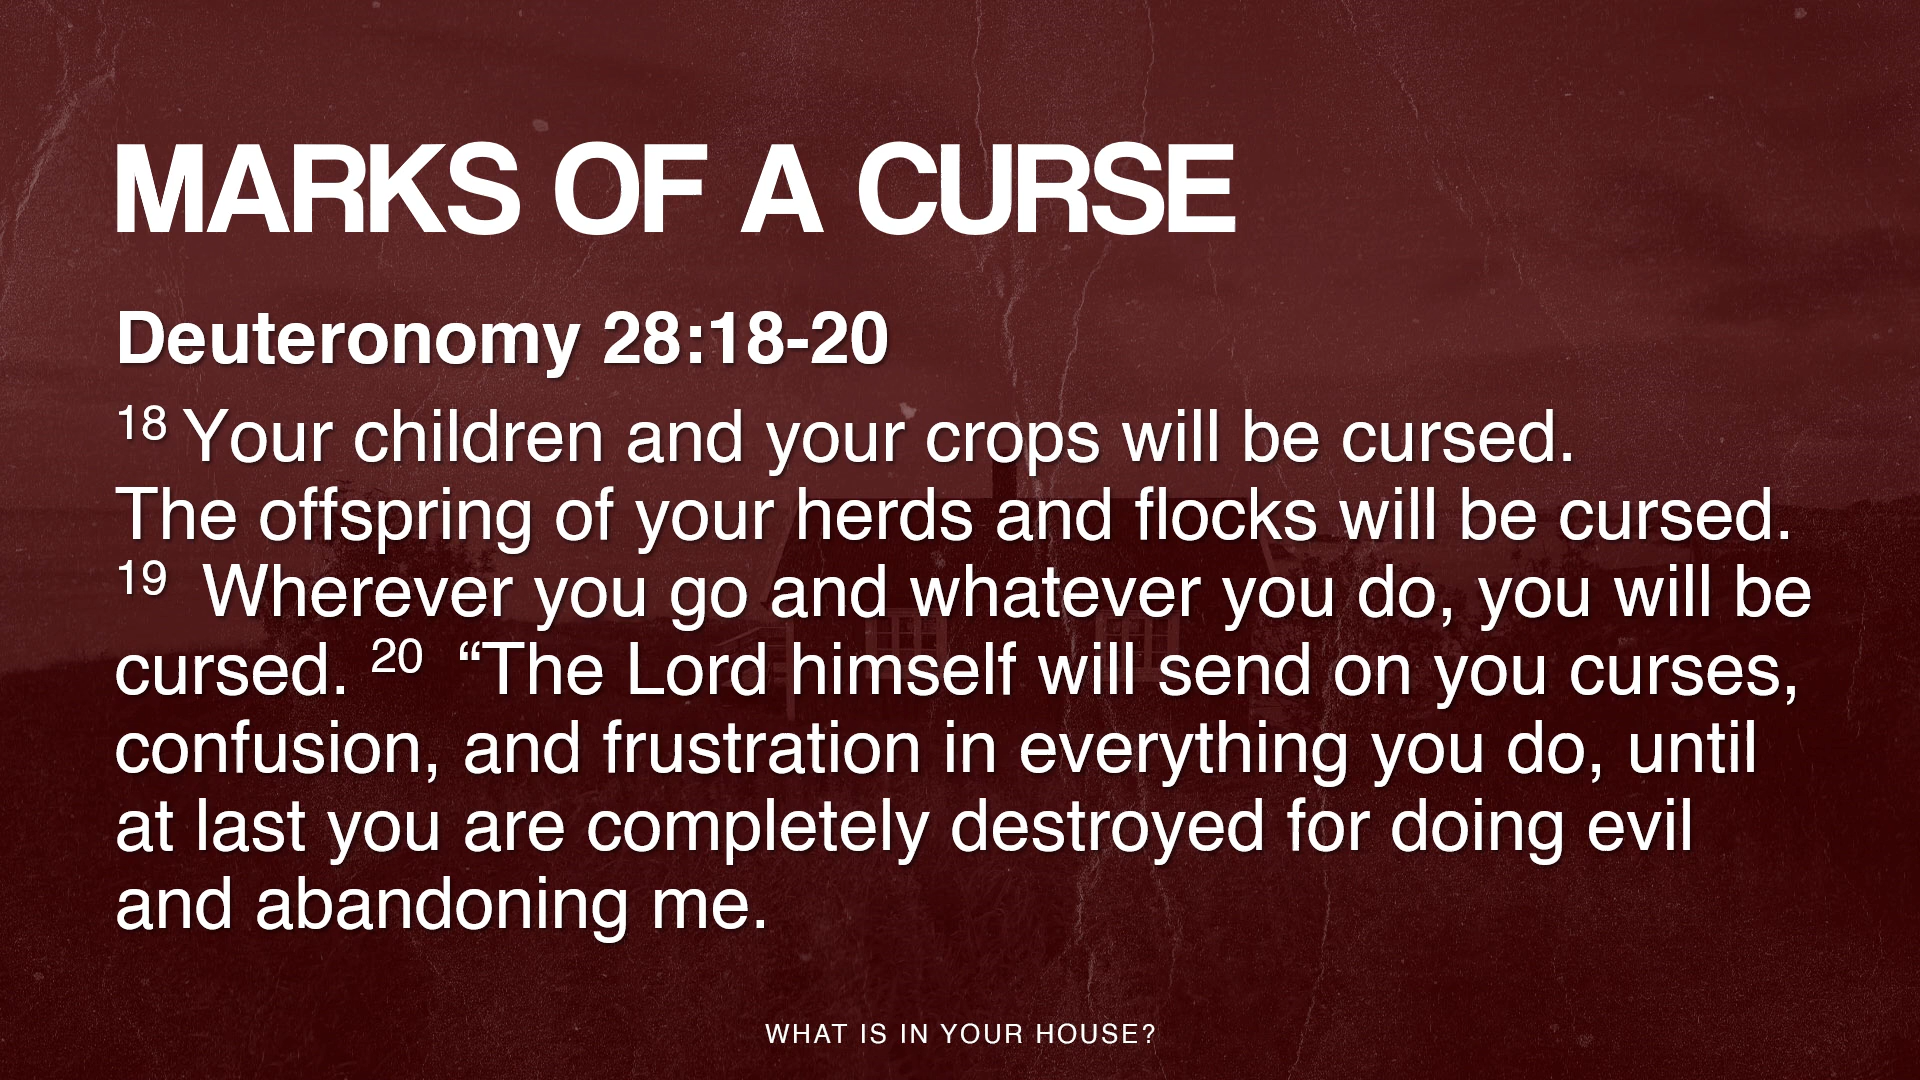 MARKS OF A CURSE
Deuteronomy 28:18-20
18 Your children and your crops will be cursed.
The offspring of your herds and flocks will be cursed.
19 Wherever you go and whatever you do, you will be
cursed. 20 “The Lord himself will send on you curses,
confusion, and frustration in everything you do, until
at last you are completely destroyed for doing evil
and abandoning me.
WHAT IS IN YOUR HOUSE?